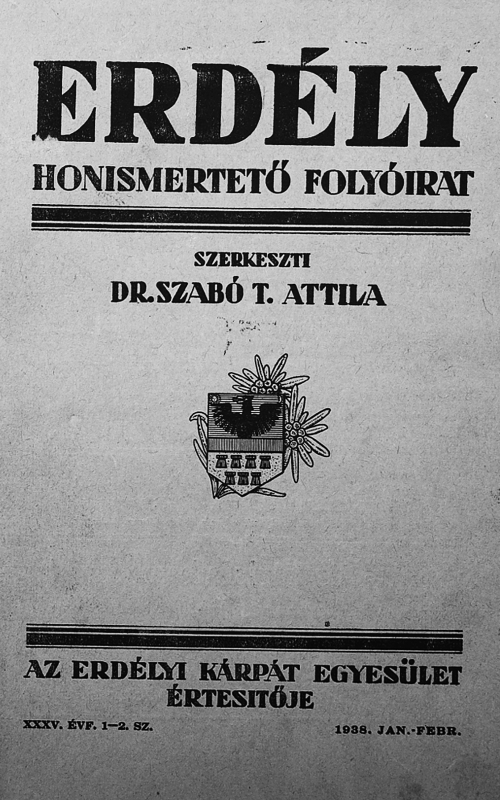 ERDÉLY
HONISMERTETŐ FOLYÓIRAT
SZERKESZTI
DR. SZABÓ T. ATTILA
AZ ERDÉLYI KÁRPÁT EGYESÜLET
ÉRTESITŐJE
XXXV. ÉVF. 1—2. SZ.
1938. JAN.-FEBR.